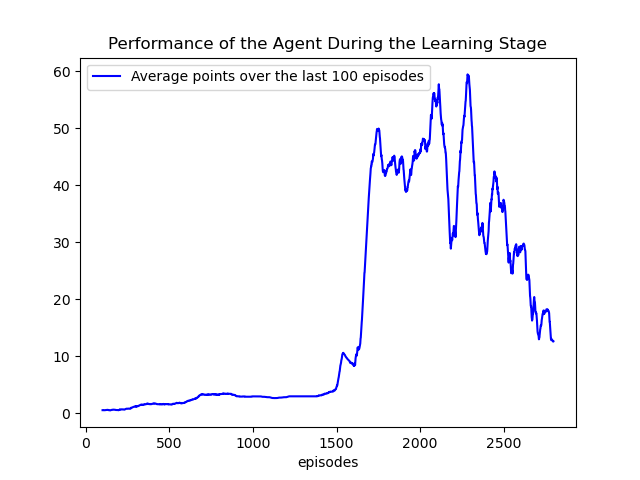 Performance of the Agent During the Learning Stage
Average points over the last 100 episodes
60
50
40
30
20
10
0
0 500 1000 1500 2000 2500
episodes